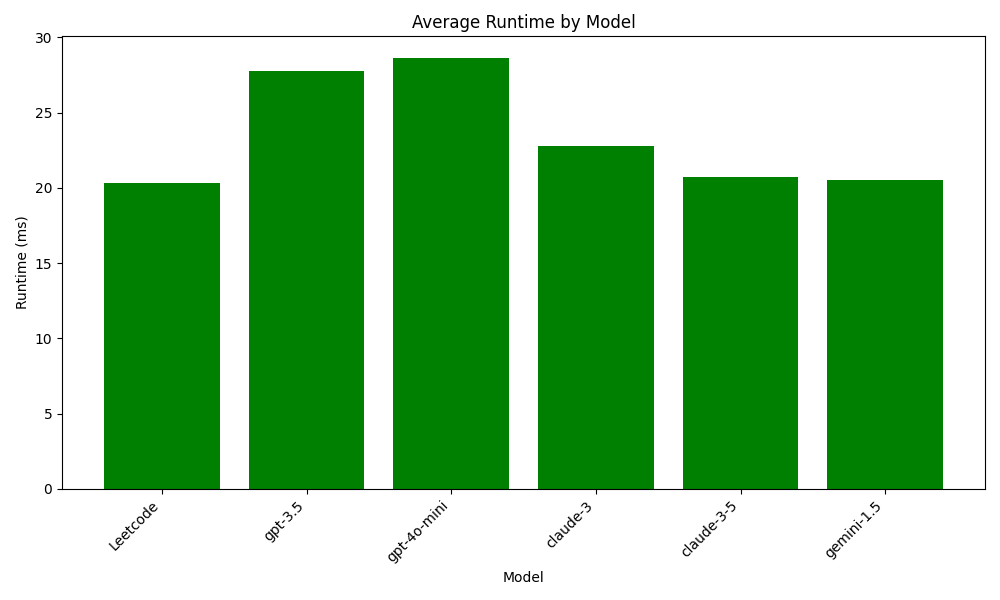 Average Runtime by Model
Runtime (ms)
30
25
20
15
10
5
0
Leetcode
gpt-3.5
gpt-4o-mini
claude-3
claude-3-5
gemini-1.5
Model